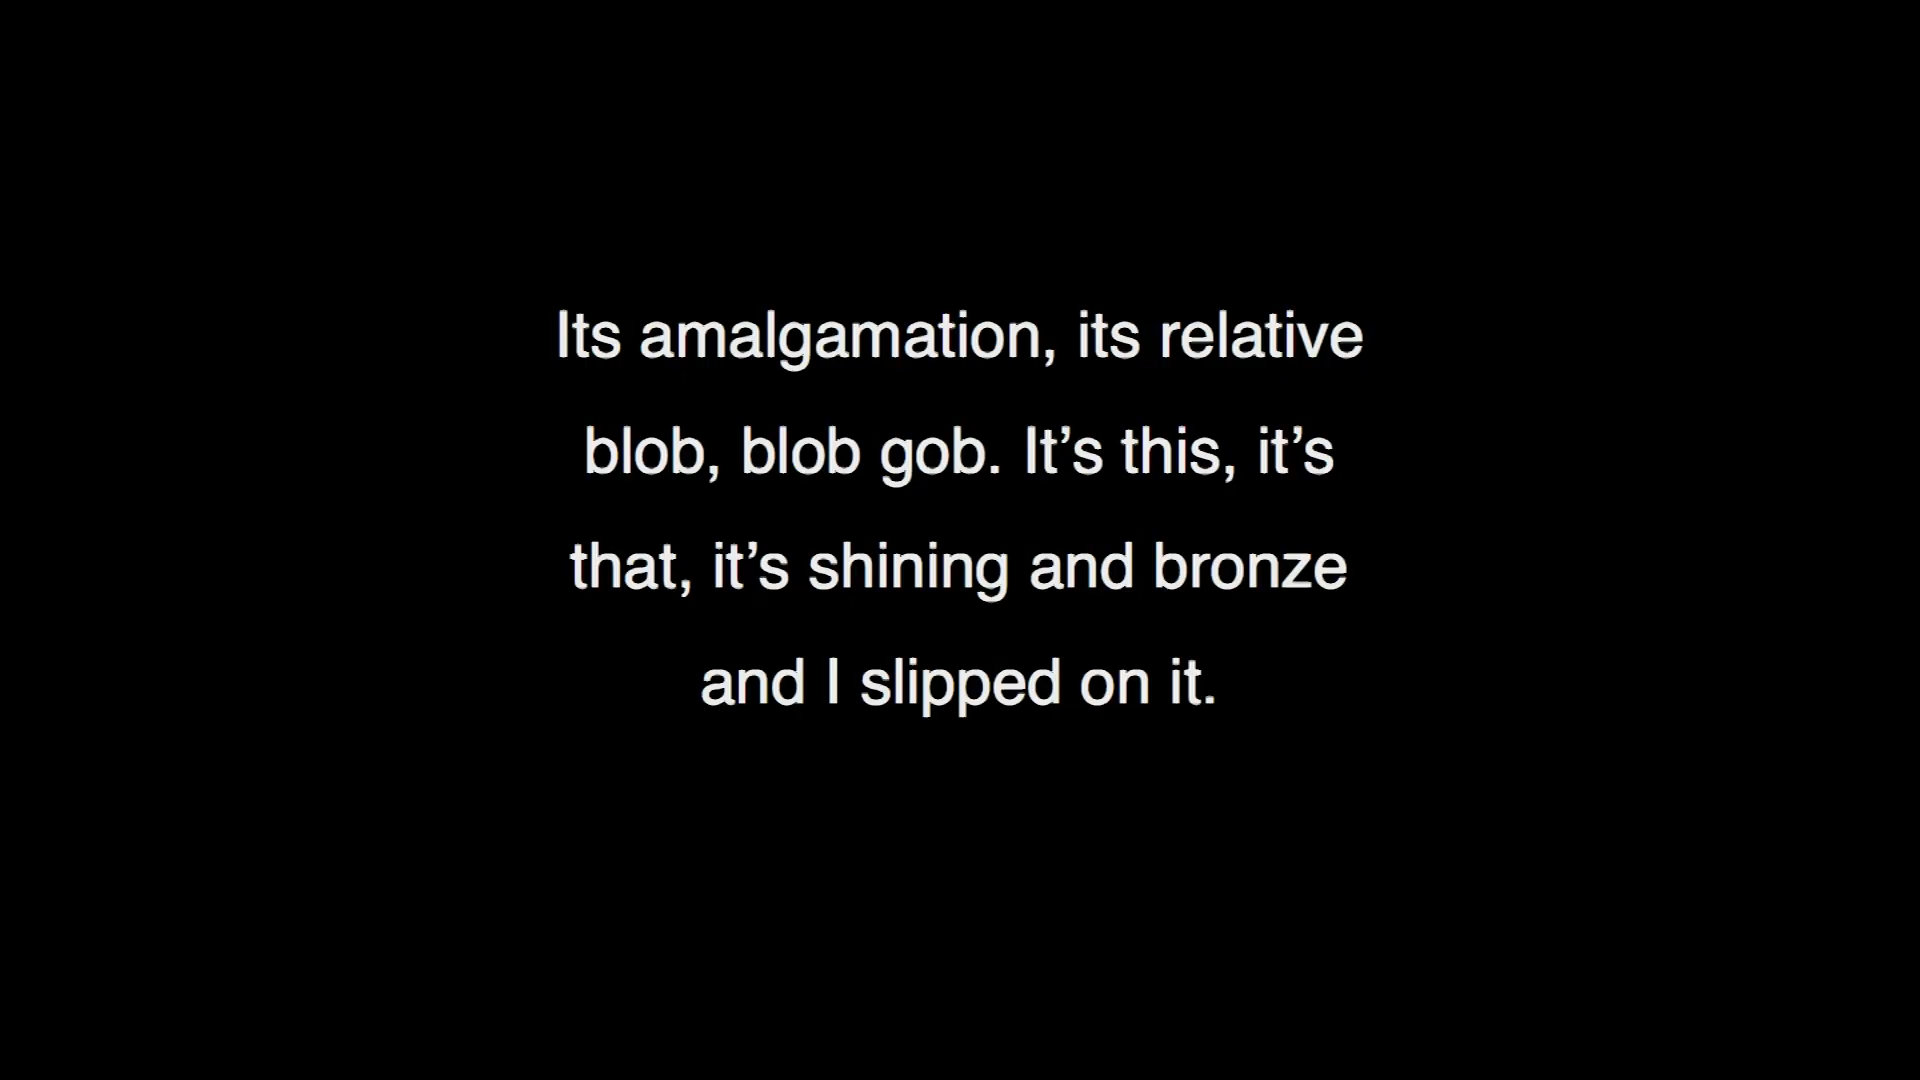 Its amalgamation, its relative
blob, blob gob. It’s this, it’s
that, it’s shining and bronze
and I slipped on it.